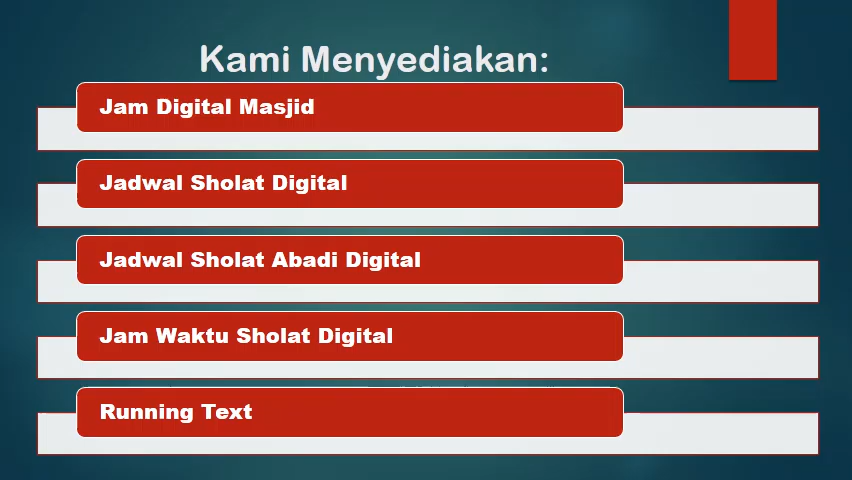 Kami Menyediakan:
Jam Digital Masjid
Jadwal Sholat Digital
Jadwal Sholat Abadi Digital
Jam Waktu Sholat Digital
Running Text